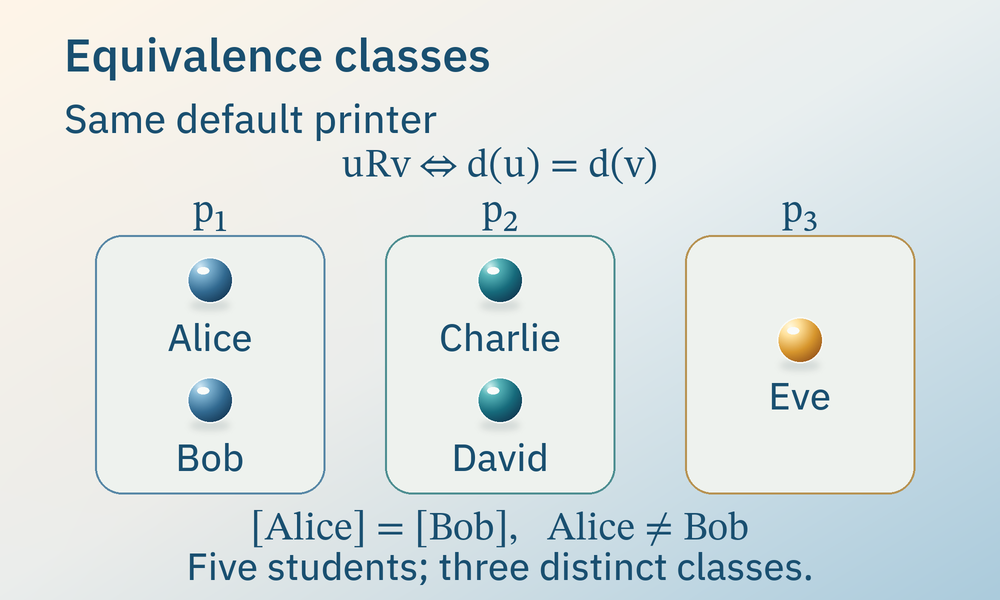 Equivalence classes
Same default printer
uRv ⇔ d(u) = d(v)
p₁ p₂ p₃
Alice Charlie
Eve
Bob David
[Alice] = [Bob], Alice ≠ Bob
Five students; three distinct classes.